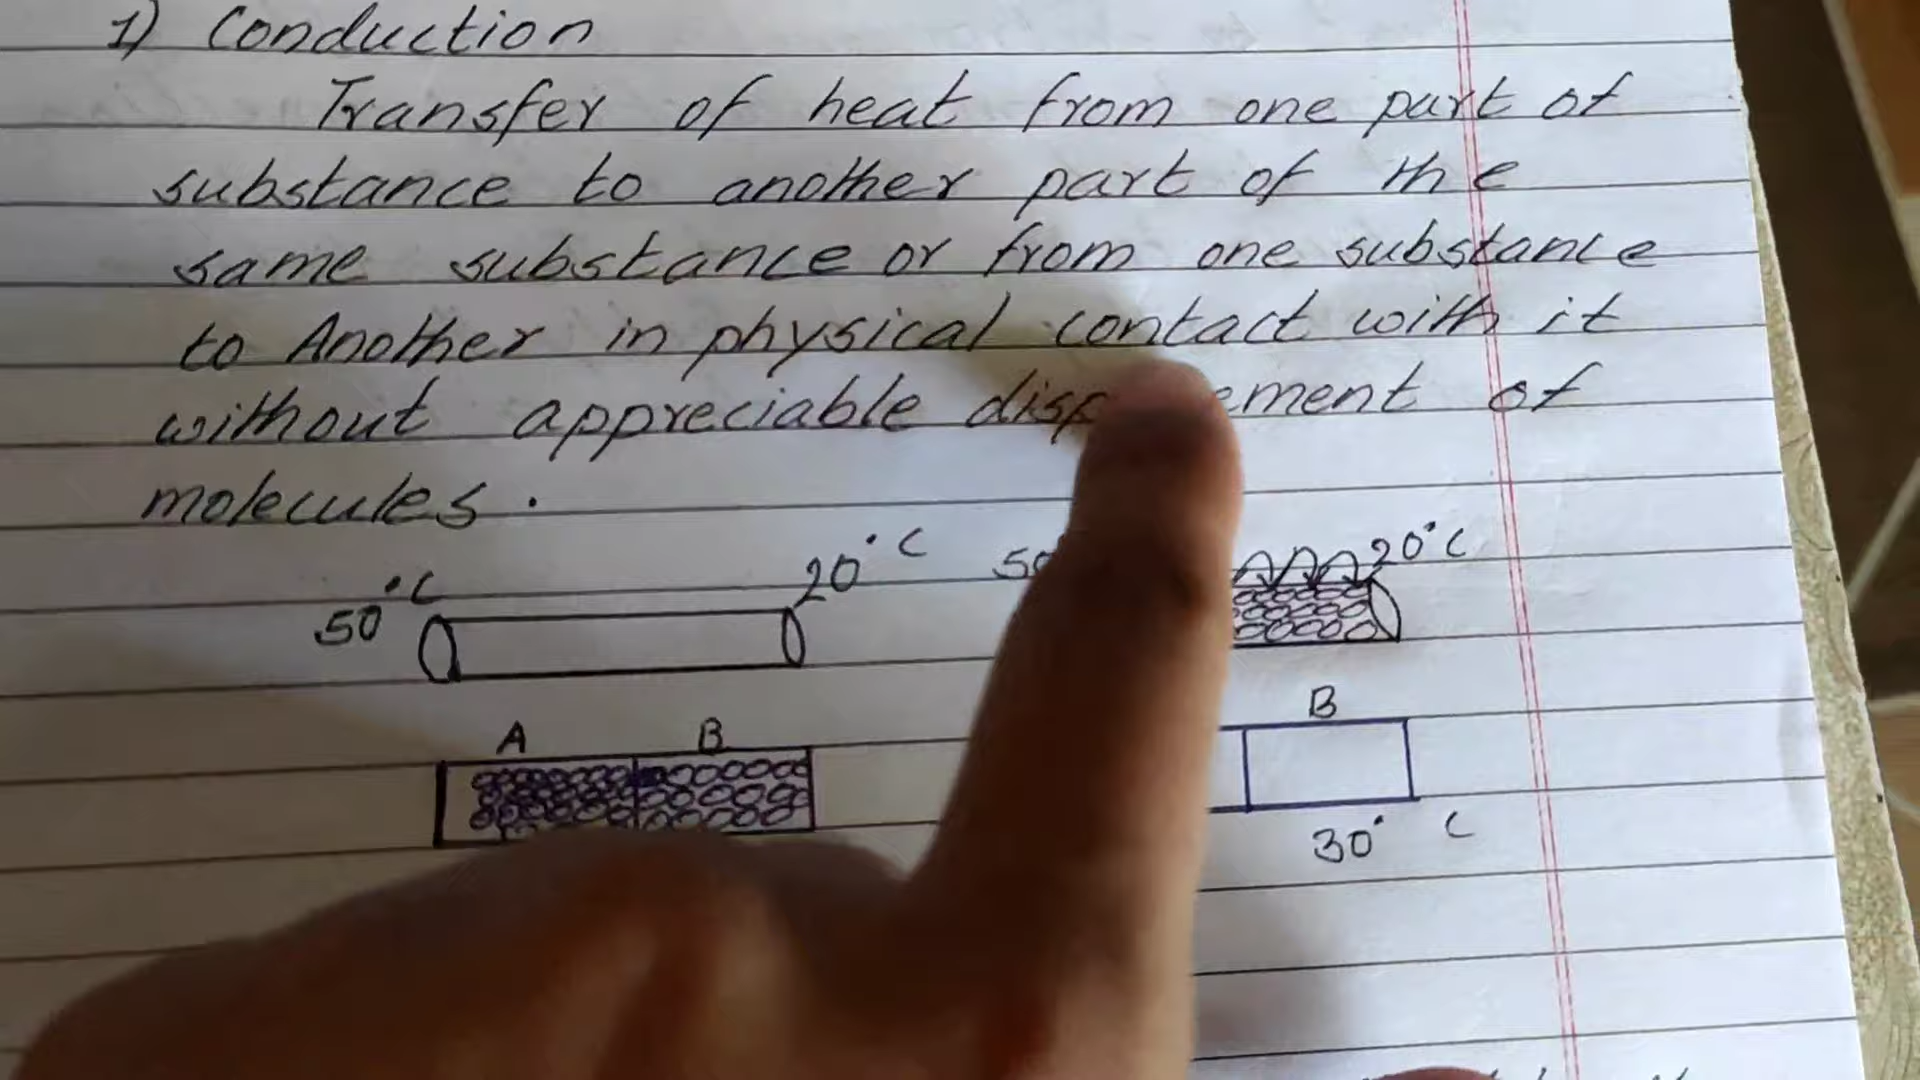 1) Conduction
Transfer of heat from one part of
substance to another part of the
same substance or from one substance
to Another in physical contact with it
without appreciable of
molecules.
50°C 20°C 20°C
A B B
30° C